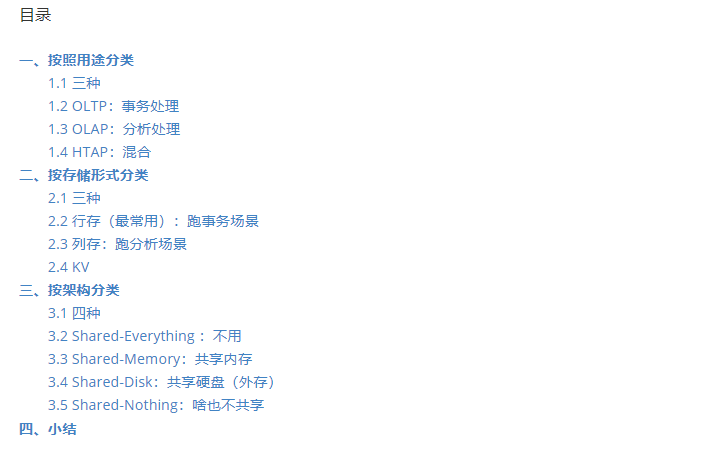 目录
一、按照用途分类
1.1 三种
1.2 OLTP：事务处理
1.3 OLAP：分析处理
1.4 HTAP：混合
二、按存储形式分类
2.1 三种
2.2 行存（最常用）：跑事务场景
2.3 列存：跑分析场景
2.4 KV
三、按架构分类
3.1 四种
3.2 Shared-Everything ：不用
3.3 Shared-Memory：共享内存
3.4 Shared-Disk：共享硬盘（外存）
3.5 Shared-Nothing：啥也不共享
四、小结